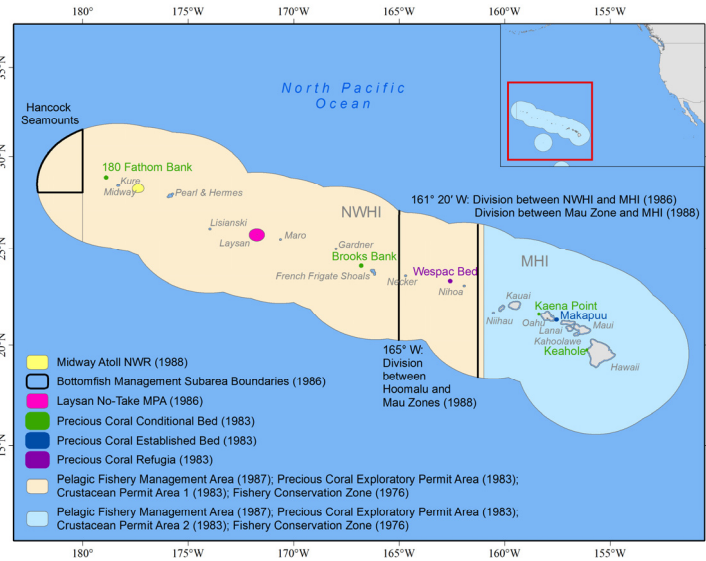 180°
175°W
170°W
165°W
160°W
155°W
35°N
30°N
25°N
20°N
15°N
North Pacific
Ocean
Hancock
Seamounts
180 Fathom Bank
Kure
Midway
Pearl & Hermes
161° 20' W: Division between NWHI and MHI (1986)
Division between Mau Zone and MHI (1988)
NWHI
Lisianski
Laysan
Maro
Gardner
Brooks Bank
French Frigate Shoals
Necker
Wespac Bed
Nihoa
MHI
Kauai
Niihau
Kaena Point
Makapuu
Oahu
Lanai
Maui
Kahoolawe
Keahole
Hawaii
165° W:
Division
between
Hoomalu and
Mau Zones (1988)
Midway Atoll NWR (1988)
Bottomfish Management Subarea Boundaries (1986)
Laysan No-Take MPA (1986)
Precious Coral Conditional Bed (1983)
Precious Coral Established Bed (1983)
Precious Coral Refugia (1983)
Pelagic Fishery Management Area (1987); Precious Coral Exploratory Permit Area (1983);
Crustacean Permit Area 1 (1983); Fishery Conservation Zone (1976)
Pelagic Fishery Management Area (1987); Precious Coral Exploratory Permit Area (1983);
Crustacean Permit Area 2 (1983); Fishery Conservation Zone (1976)
180°
175°W
170°W
165°W
160°W
155°W